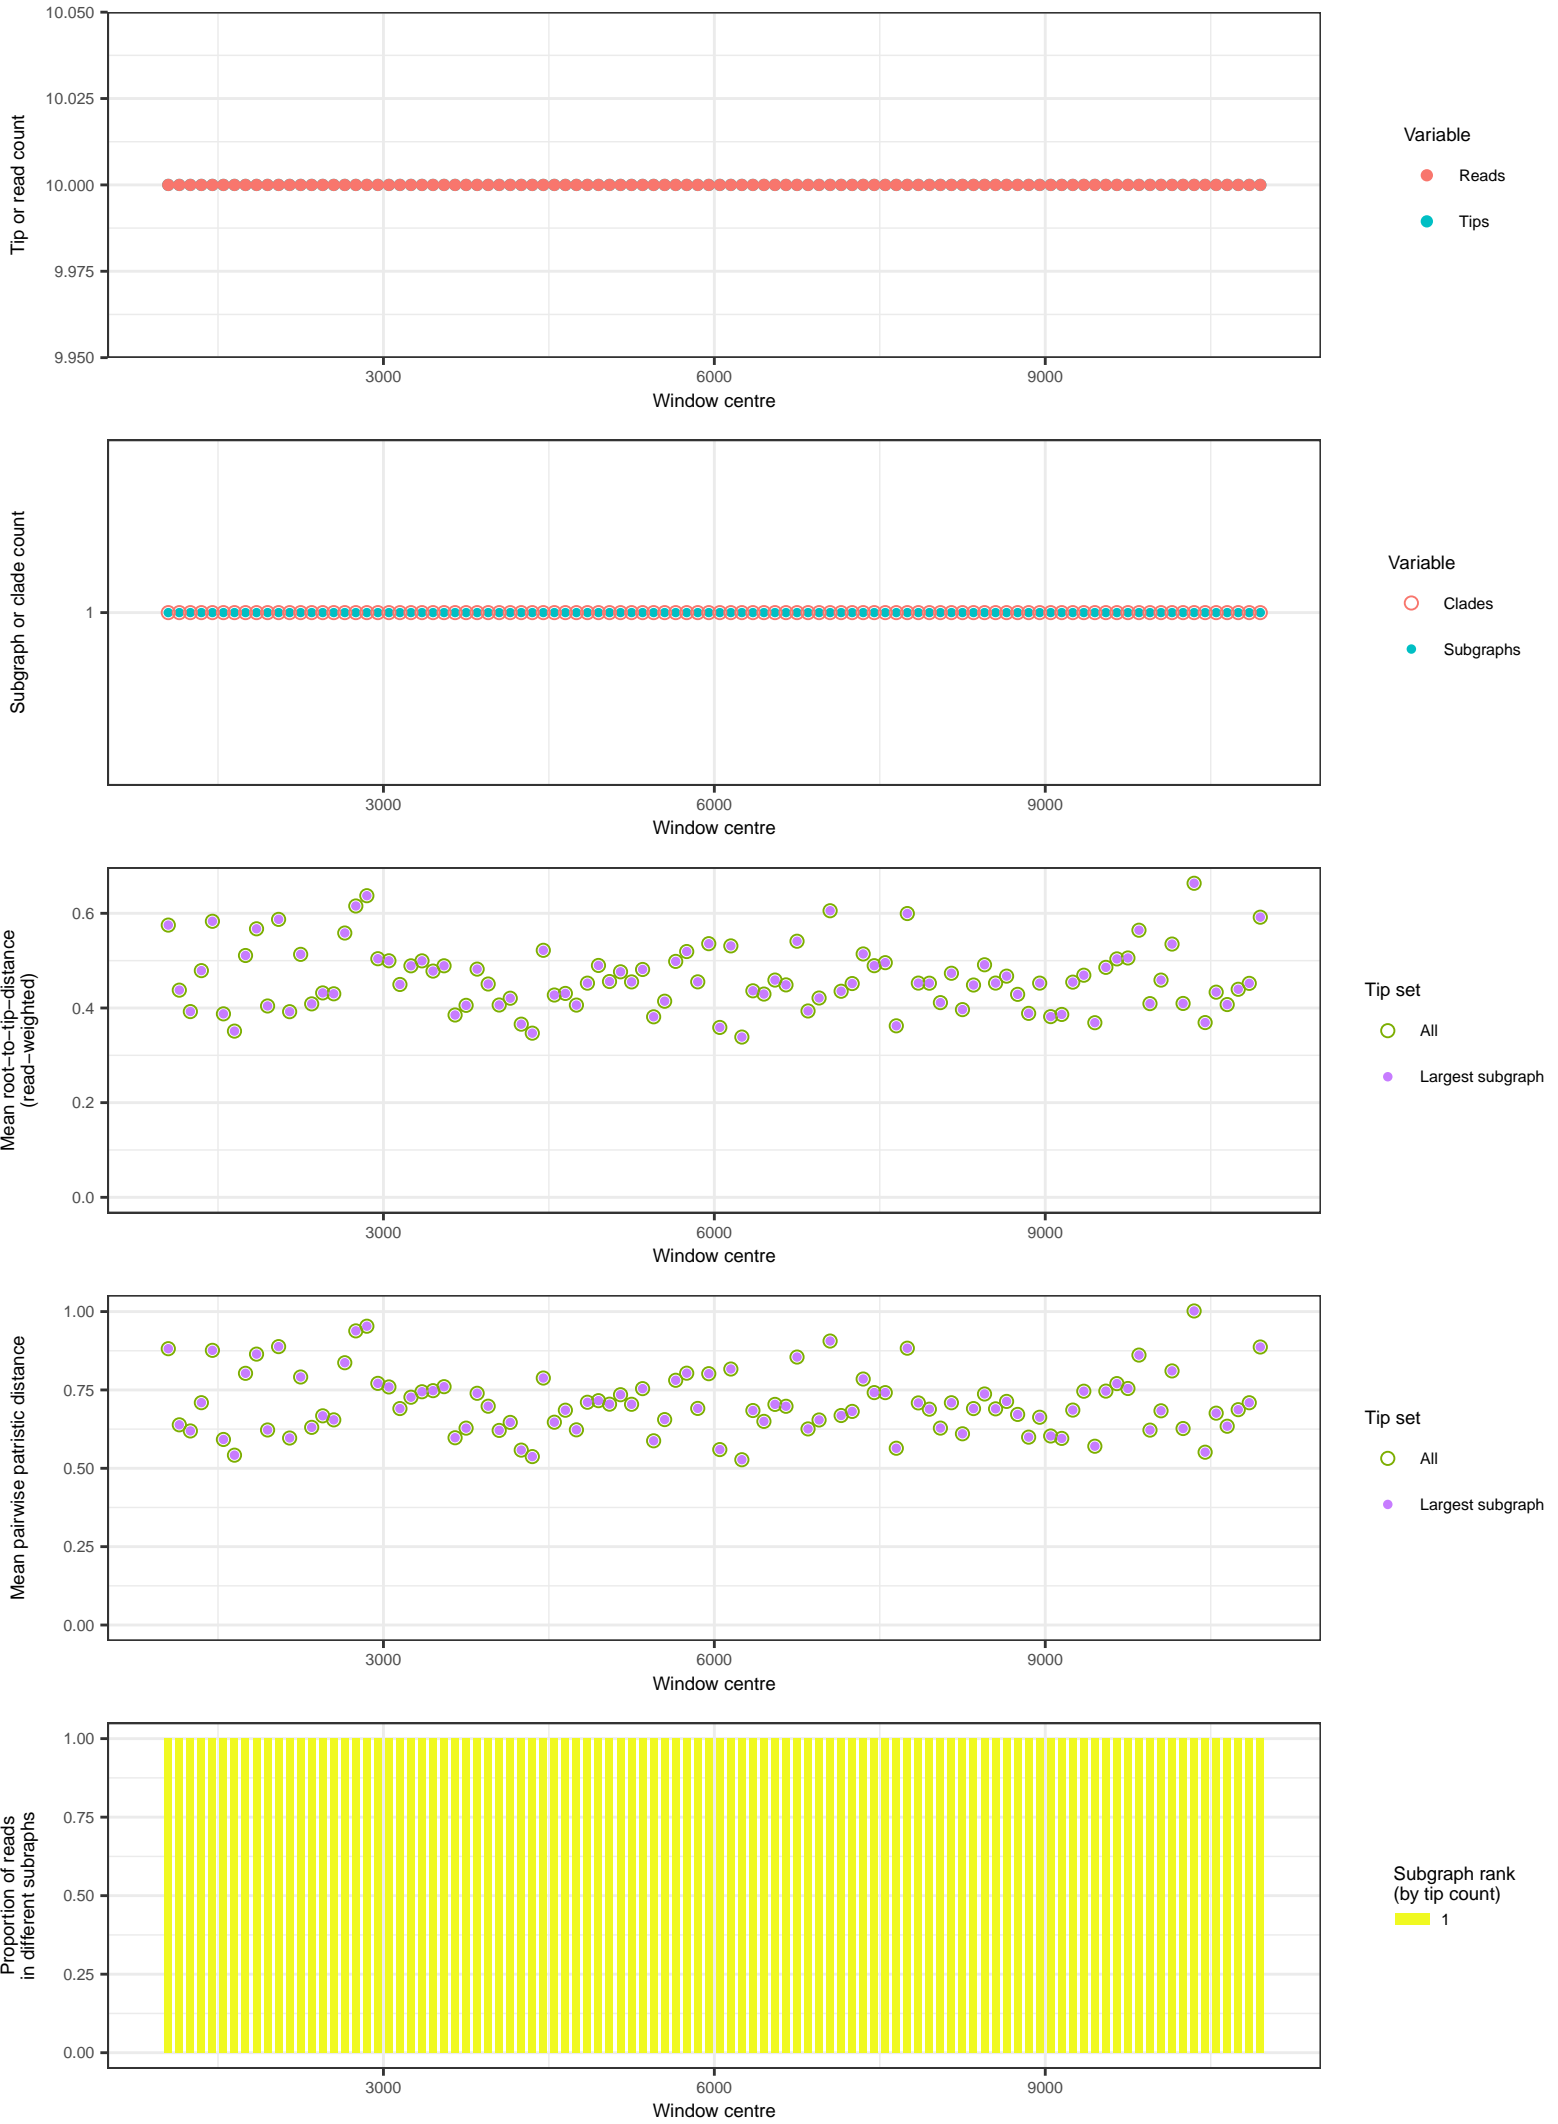 10.050
10.025
10.000
9.975
9.950
Tip or read count
3000
6000
9000
Window centre
Variable
Reads
Tips
1
Subgraph or clade count
3000
6000
9000
Window centre
Variable
Clades
Subgraphs
0.6
0.4
0.2
0.0
Mean root−to−tip−distance
(read−weighted)
3000
6000
9000
Window centre
Tip set
All
Largest subgraph
1.00
0.75
0.50
0.25
0.00
Mean pairwise patristic distance
3000
6000
9000
Window centre
Tip set
All
Largest subgraph
1.00
0.75
0.50
0.25
0.00
Proportion of reads
in different subraphs
3000
6000
9000
Window centre
Subgraph rank
(by tip count)
1